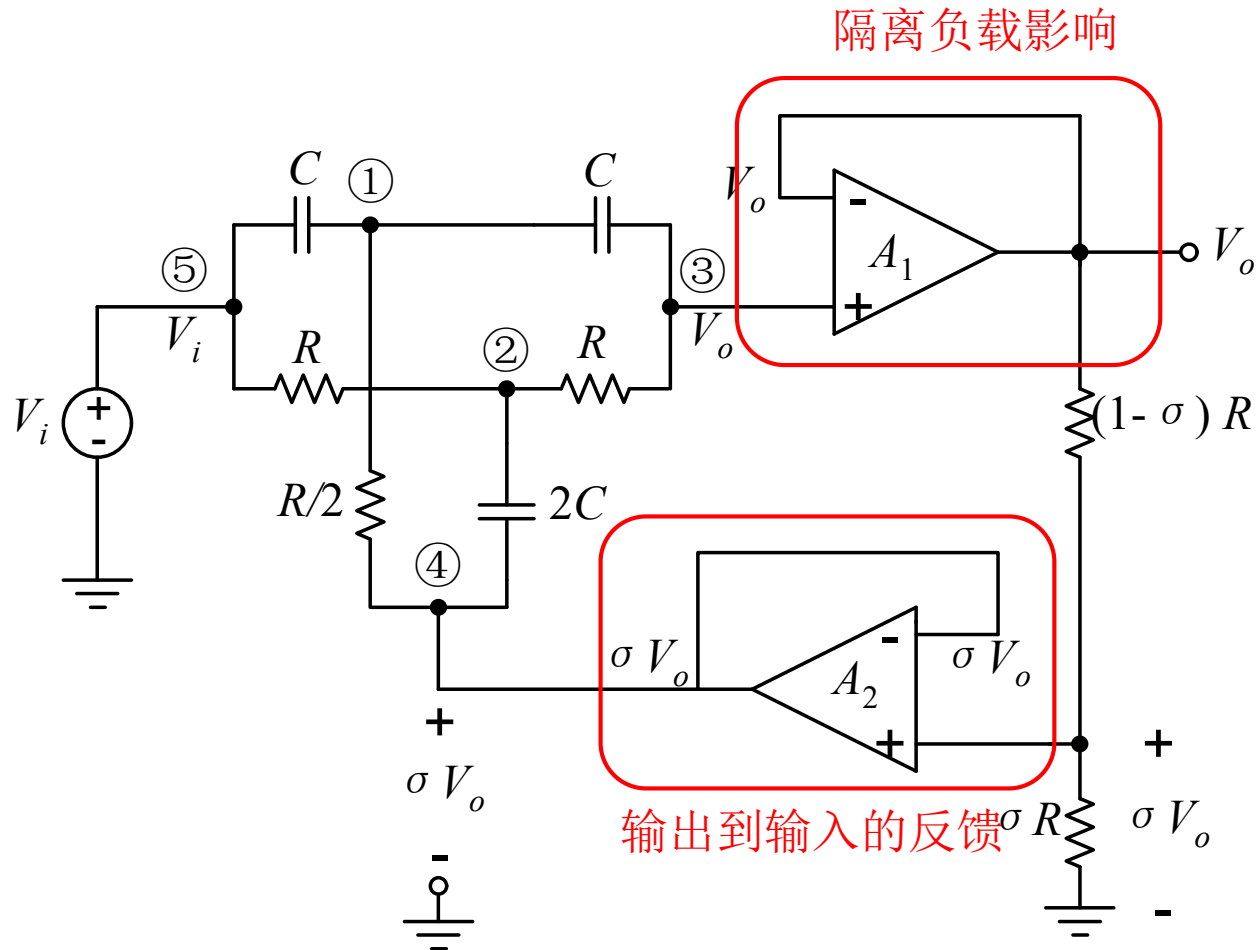 隔离负载影响
C
①
C
V_o
-
A_1
+
V_o
⑤
V_i
③
V_o
R
②
R
V_i
+
-
(1- σ) R
R/2
2C
④
σ V_o
-
σ V_o
A_2
+
+
σ V_o
-
输出到输入的反馈
σ R
+
σ V_o
-